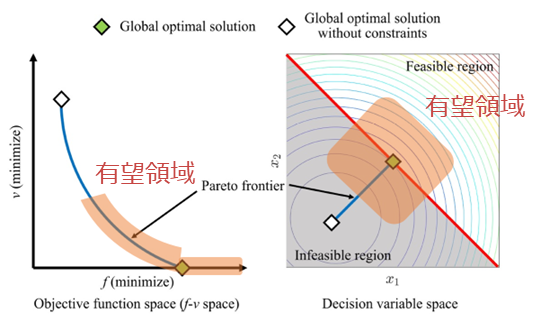 Global optimal solution
Global optimal solution
without constraints
v (minimize)
有望領域
Pareto frontier
f (minimize)
Objective function space (f-v space)
Feasible region
有望領域
x2
Infeasible region
x1
Decision variable space